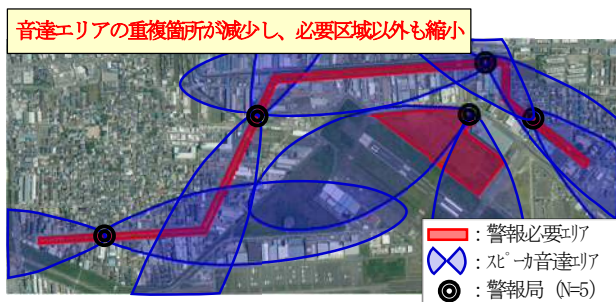 音達エリアの重複箇所が減少し、必要区域以外も縮小
：警報必要エリア
：スピーカ音達エリア
：警報局（N=5）